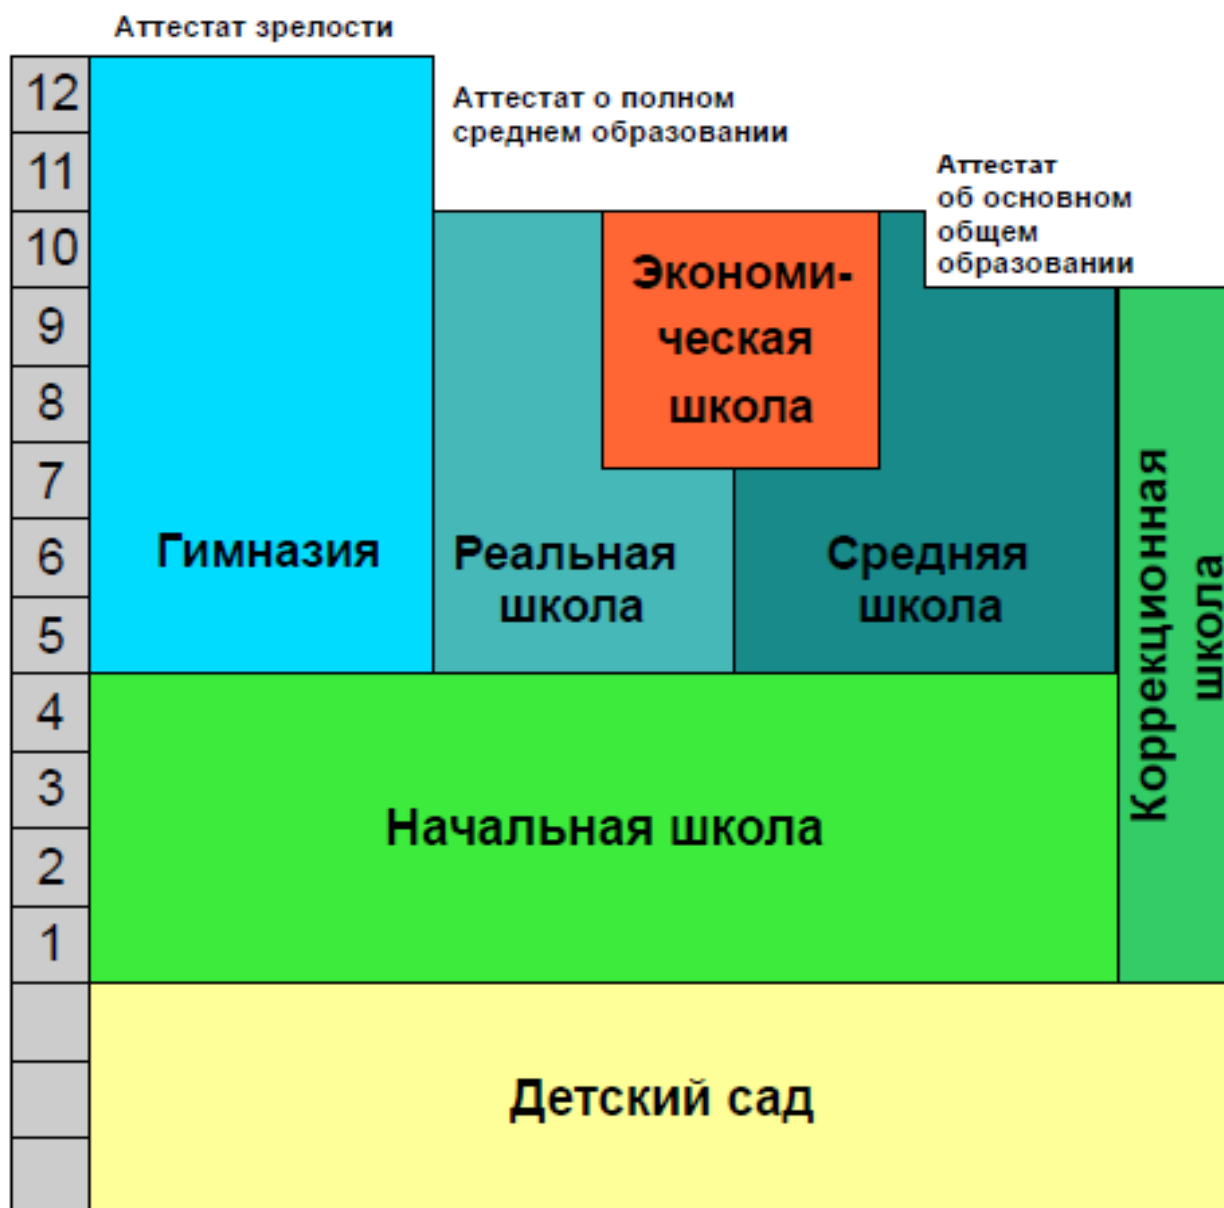 Аттестат зрелости
12
Аттестат о полном
среднем образовании
11
Аттестат
об основном
общем
образовании
10
Экономи-
ческая
школа
9
8
7
6
5
Гимназия
Реальная
школа
Средняя
школа
Коррекционная
школа
4
3
2
1
Начальная школа
Детский сад